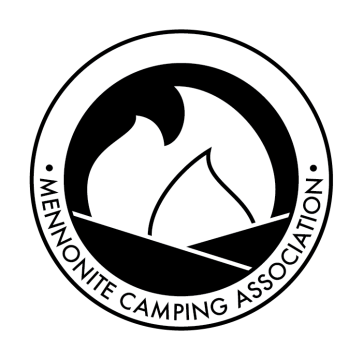 • MENNONITE CAMPING ASSOCIATION •